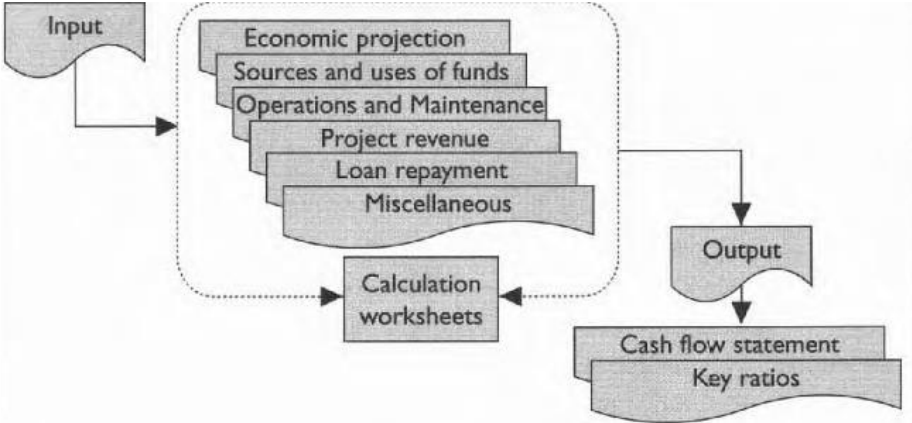 Input
Economic projection
Sources and uses of funds
Operations and Maintenance
Project revenue
Loan repayment
Miscellaneous
Calculation
worksheets
Output
Cash flow statement
Key ratios